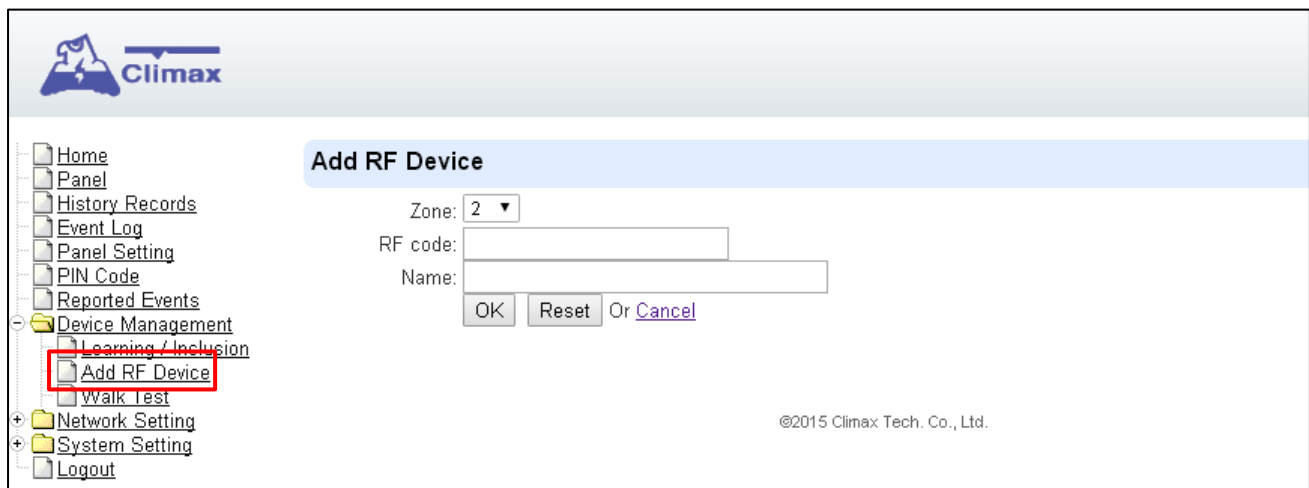 Climax
Home
Panel
History Records
Event Log
Panel Setting
PIN Code
Reported Events
Device Management
Learning / Inclusion
Add RF Device
Walk Test
Network Setting
System Setting
Logout
Add RF Device
Zone: 2
RF code:
Name:
OK Reset Or Cancel
©2015 Climax Tech. Co., Ltd.